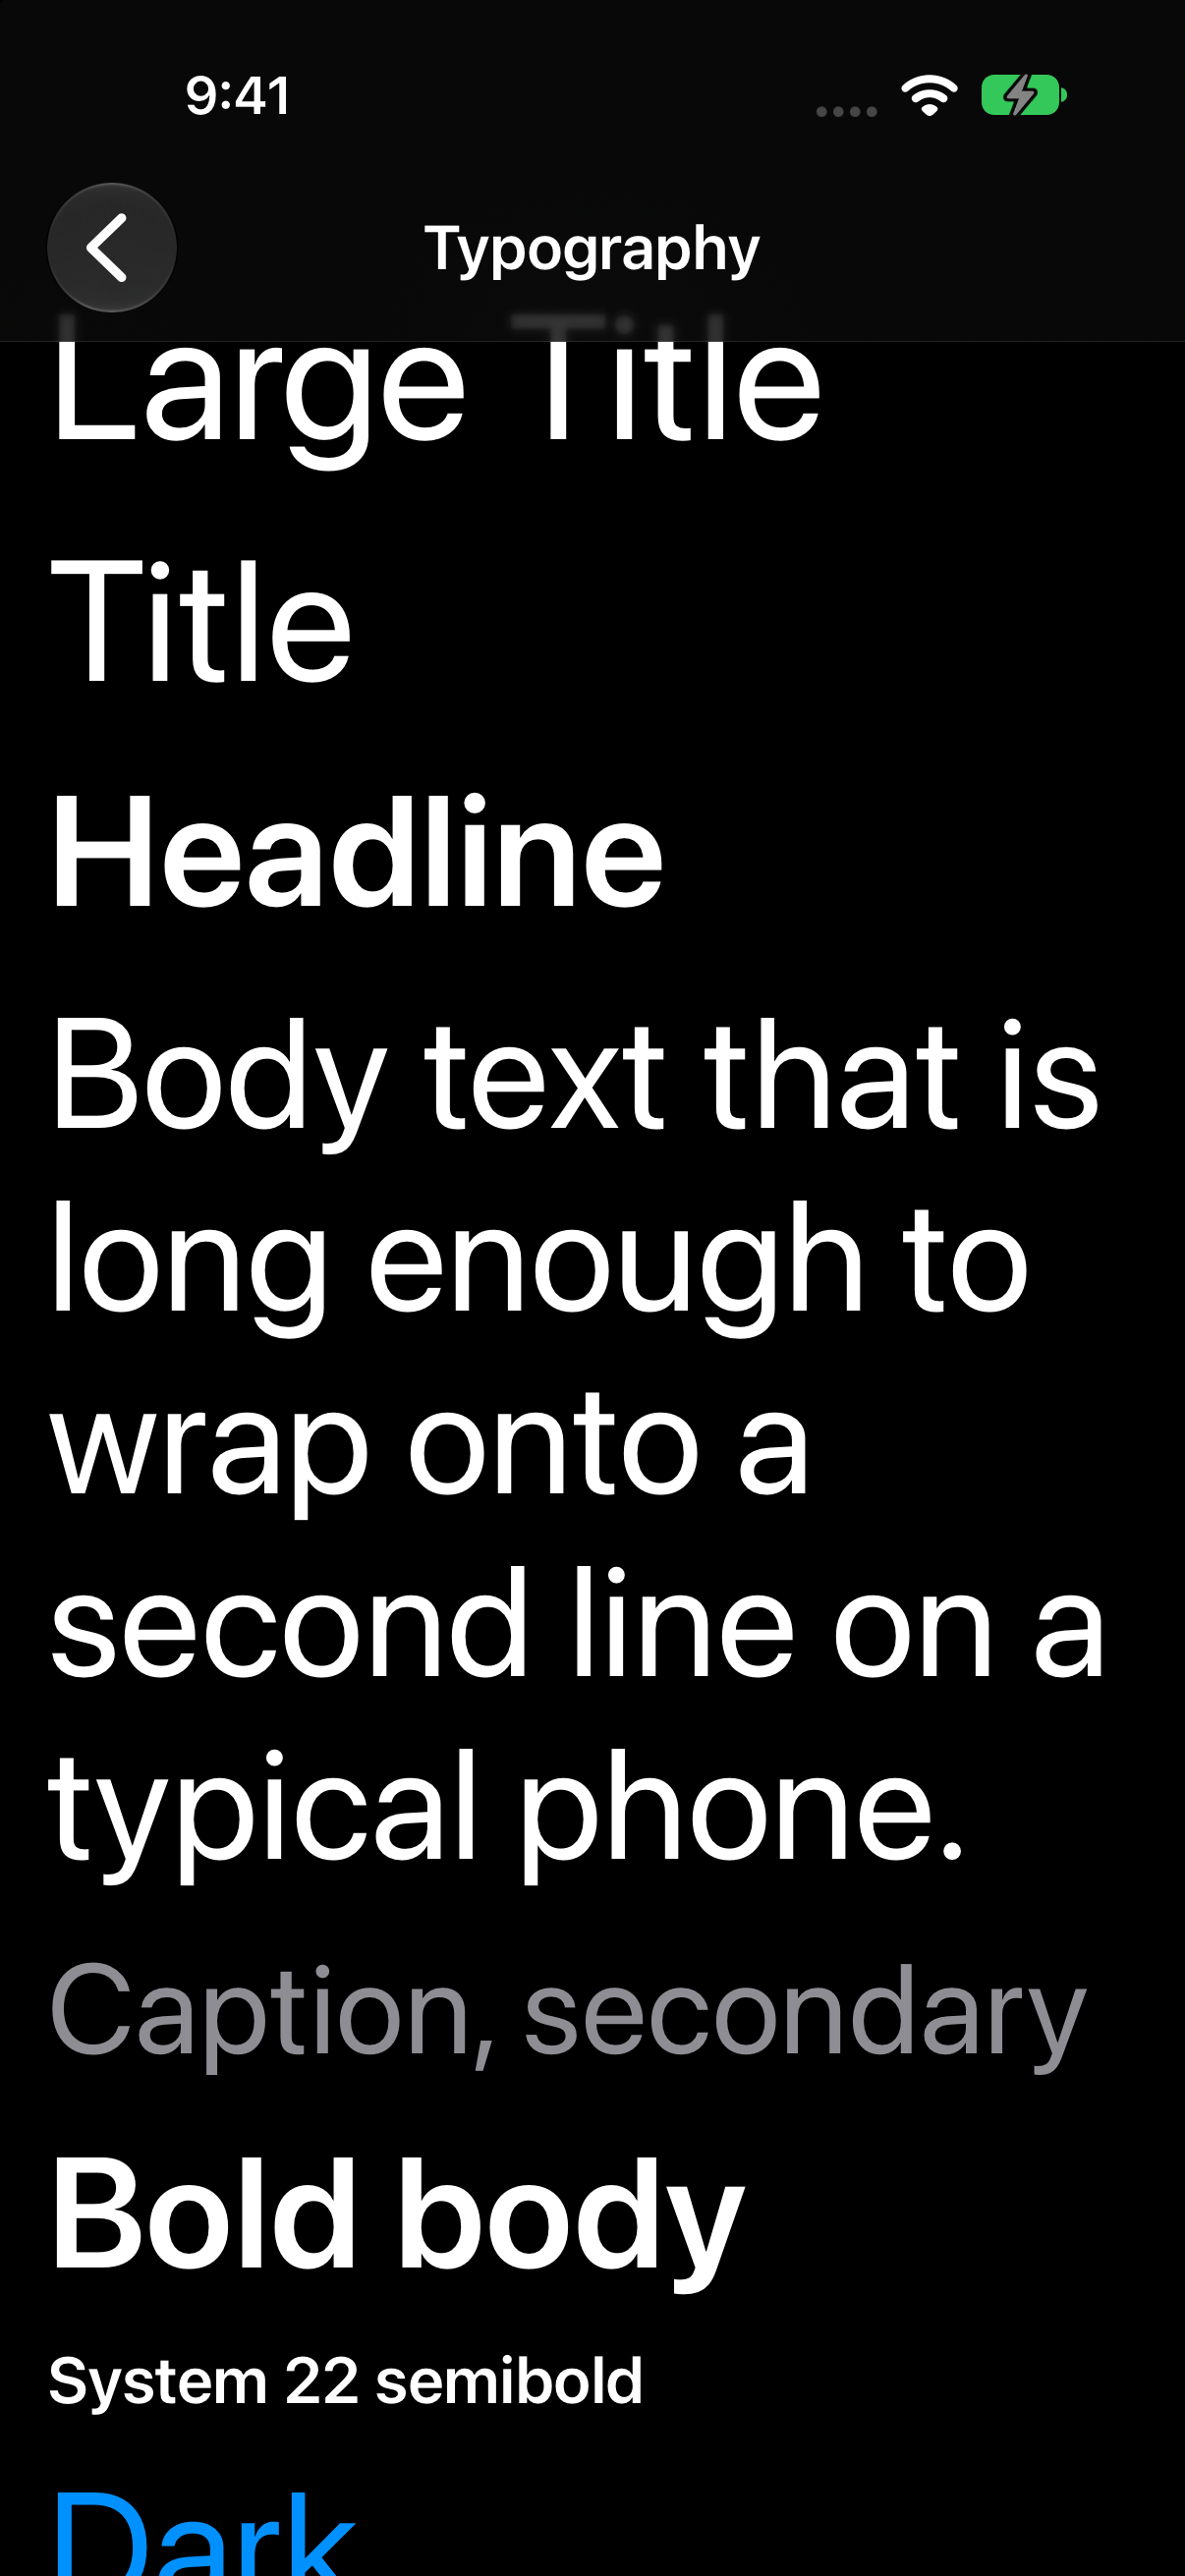 9:41
Typography
Large Title
Title
Headline
Body text that is
long enough to
wrap onto a
second line on a
typical phone.
Caption, secondary
Bold body
System 22 semibold
Dark